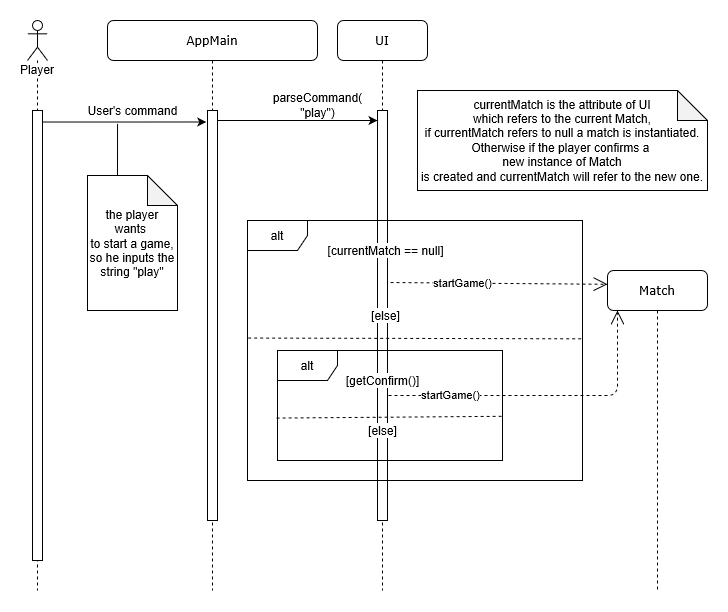 Player
AppMain
UI
User's command
parseCommand(
"play")
currentMatch is the attribute of UI
which refers to the current Match,
if currentMatch refers to null a match is instantiated.
Otherwise if the player confirms a
new instance of Match
is created and currentMatch will refer to the new one.
the player
wants
to start a game,
so he inputs the
string "play"
alt
[currentMatch == null]
startGame()
Match
[else]
alt
[getConfirm()]
startGame()
[else]